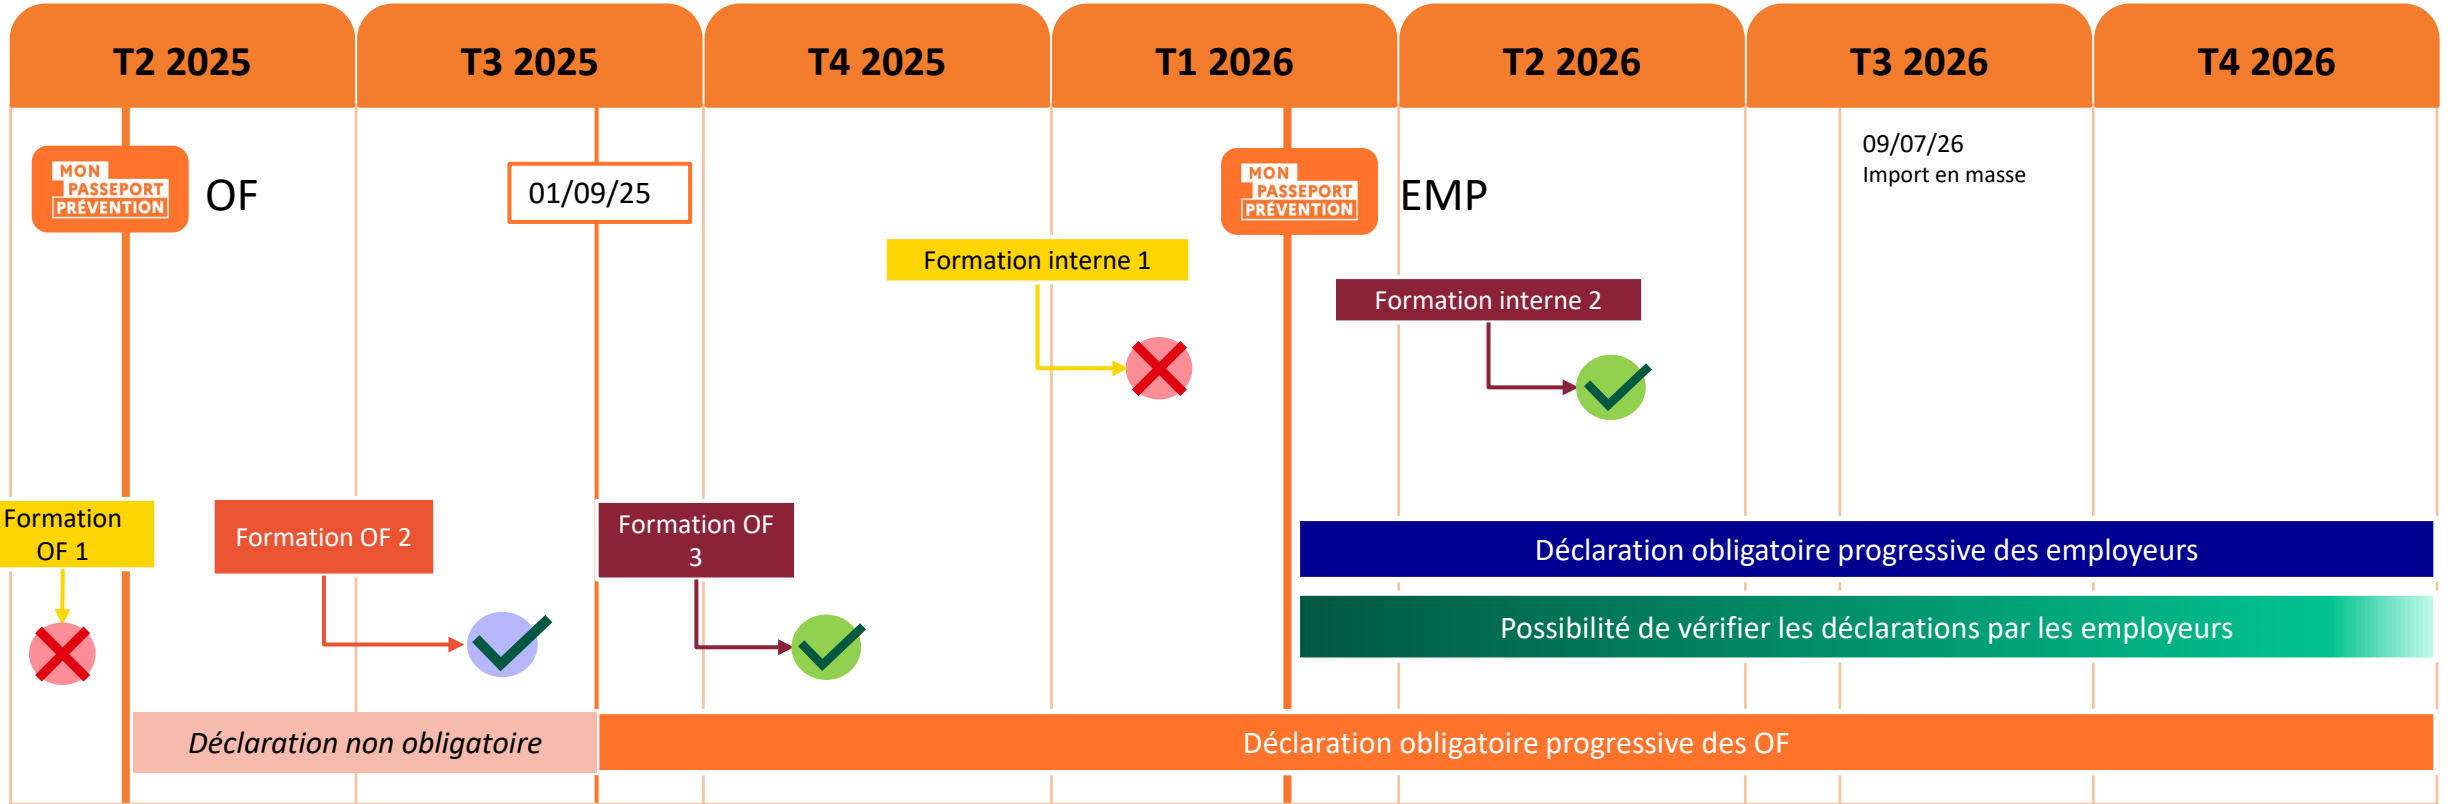 T2 2025
T3 2025
T4 2025
T1 2026
T2 2026
T3 2026
T4 2026
MON
PASSEPORT
PRÉVENTION
OF
01/09/25
MON
PASSEPORT
PRÉVENTION
EMP
09/07/26
Import en masse
Formation interne 1
Formation interne 2
Formation
OF 1
Formation OF 2
Formation OF
3
Déclaration obligatoire progressive des employeurs
Possibilité de vérifier les déclarations par les employeurs
Déclaration non obligatoire
Déclaration obligatoire progressive des OF